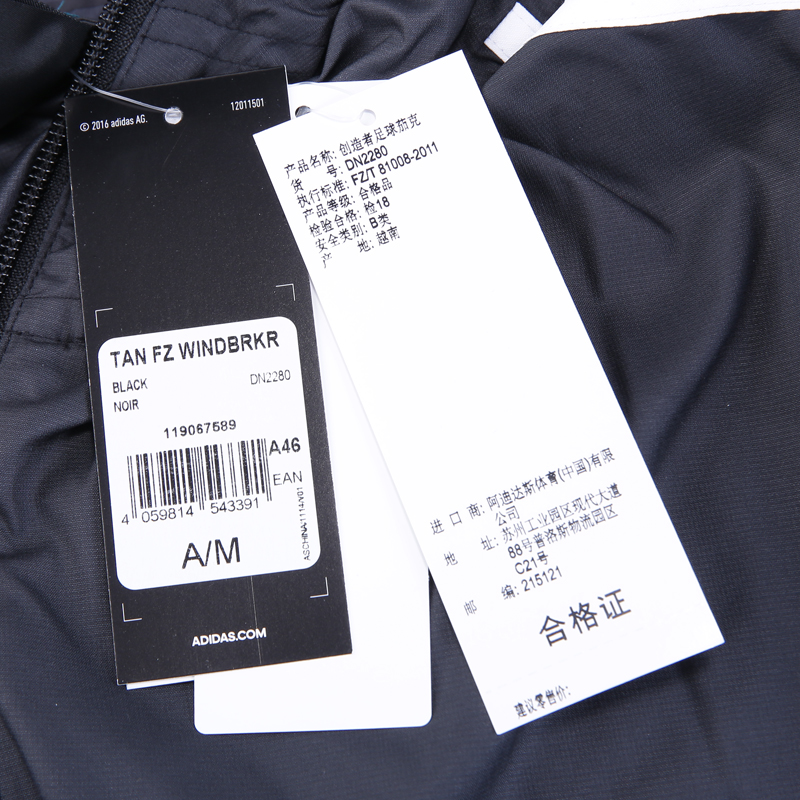 © 2016 adidas AG.
12011501
TAN FZ WINDBRKR
BLACK
DN2280
NOIR
119067589
A46
EAN
4 059814 543391
ASCHINA1114/V01
A/M
ADIDAS.COM
产品名称: 创造者足球茄克
货 号: DN2280
执行标准: FZ/T 81008-2011
产品等级: 合格品
检验合格: 检18
安全类别: B类
产 地: 越南
进 口 商: 阿迪达斯体育(中国)有限
公司
地 址: 苏州工业园区现代大道
88号普洛斯物流园区
C21号
邮 编: 215121
合格证
建议零售价: